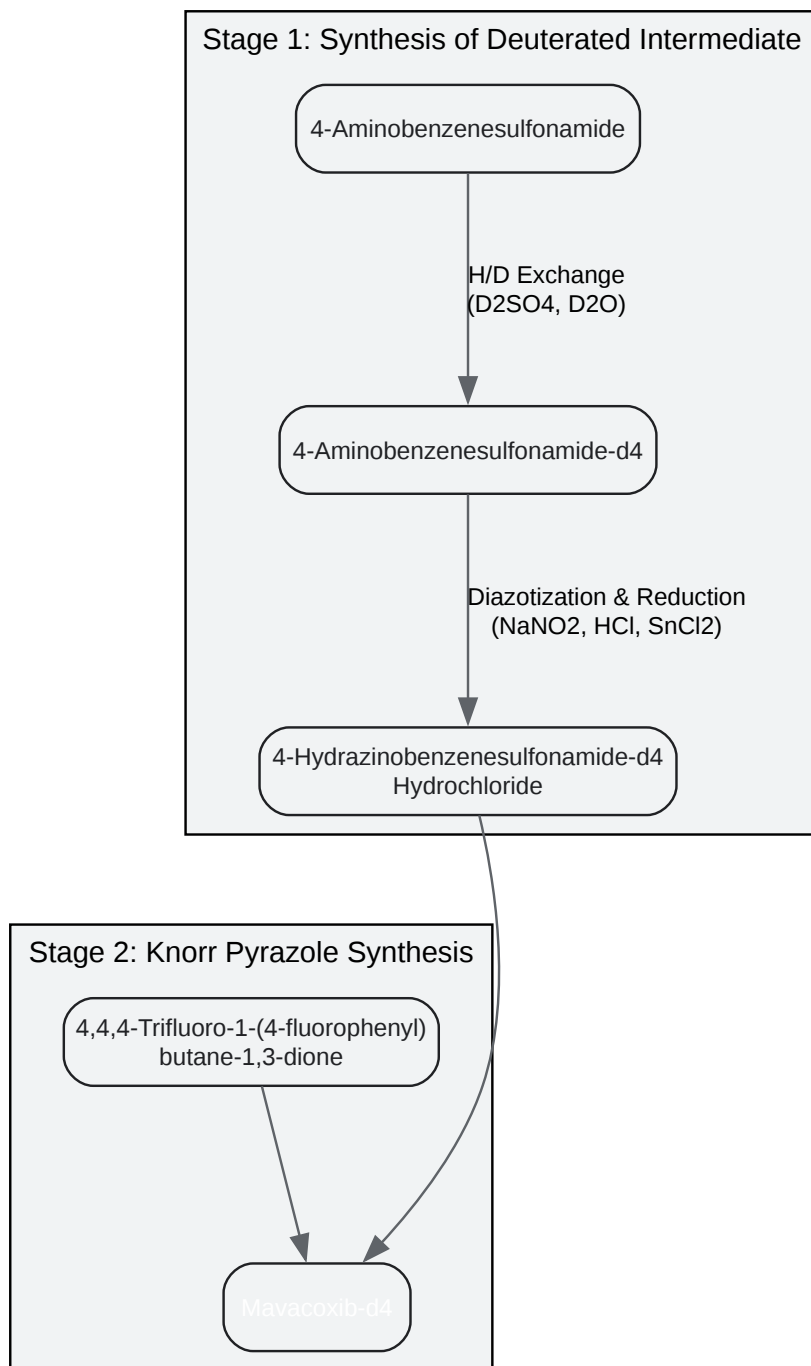 Stage 1: Synthesis of Deuterated Intermediate
4-Aminobenzenesulfonamide
H/D Exchange
(D2SO4, D2O)
4-Aminobenzenesulfonamide-d4
Diazotization & Reduction
(NaNO2, HCl, SnCl2)
4-Hydrazinobenzenesulfonamide-d4
Hydrochloride
Stage 2: Knorr Pyrazole Synthesis
4,4,4-Trifluoro-1-(4-fluorophenyl)
butane-1,3-dione
Mavacoxib-d4